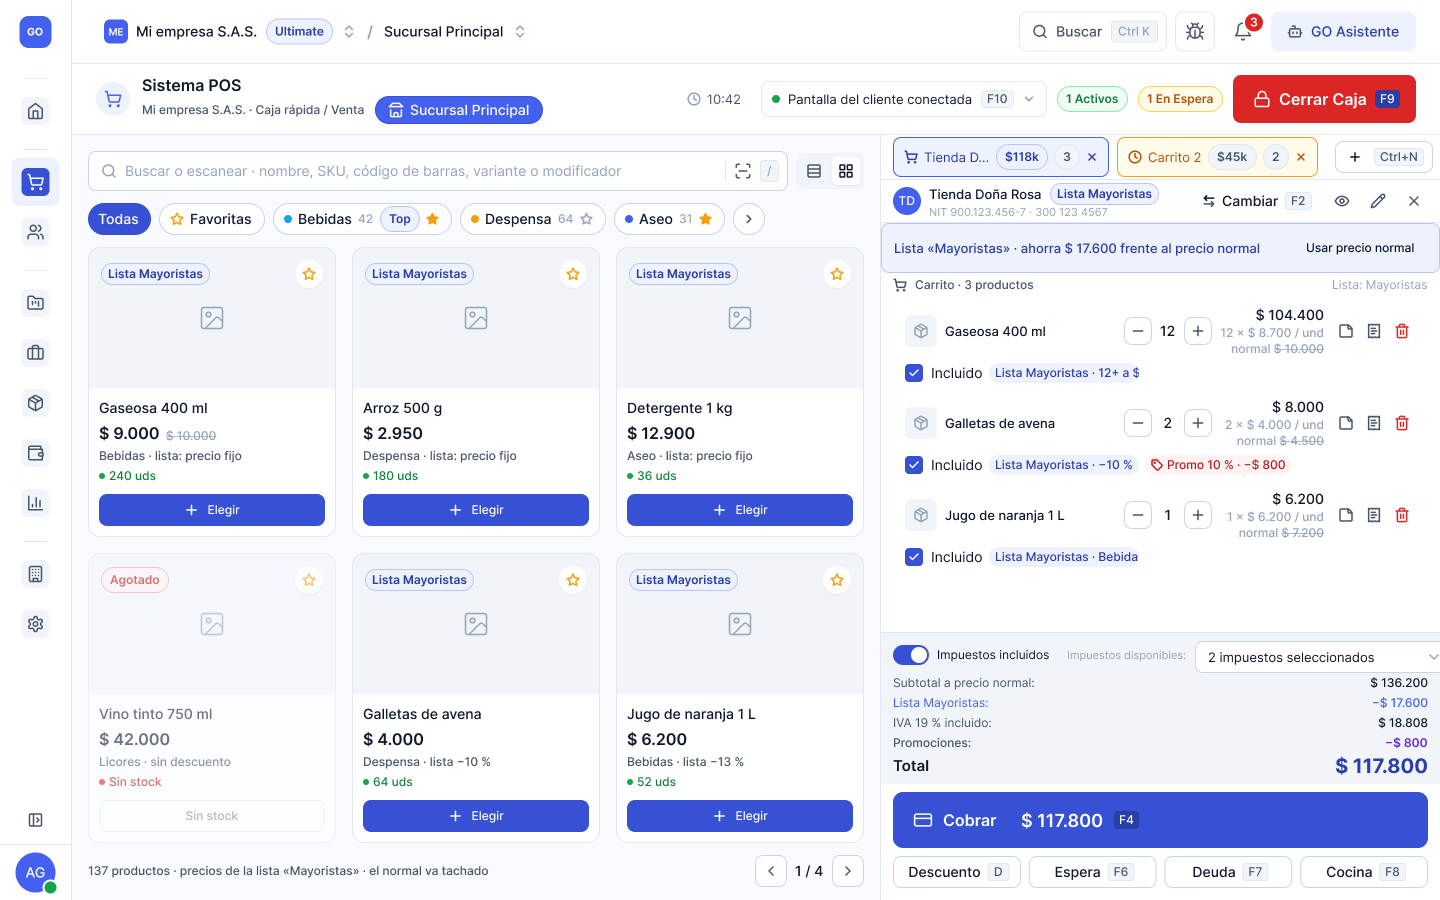 GO
ME Mi empresa S.A.S. Ultimate / Sucursal Principal
Buscar Ctrl K
3
GO Asistente
Sistema POS
Mi empresa S.A.S. · Caja rápida / Venta Sucursal Principal
10:42
Pantalla del cliente conectada F10
1 Activos
1 En Espera
Cerrar Caja F9
Buscar o escanear · nombre, SKU, código de barras, variante o modificador /
Todas
Favoritas
Bebidas 42 Top
Despensa 64
Aseo 31
Lista Mayoristas
Gaseosa 400 ml
$ 9.000 $ 10.000
Bebidas · lista: precio fijo
240 uds
Elegir
Lista Mayoristas
Arroz 500 g
$ 2.950
Despensa · lista: precio fijo
180 uds
Elegir
Lista Mayoristas
Detergente 1 kg
$ 12.900
Aseo · lista: precio fijo
36 uds
Elegir
Agotado
Vino tinto 750 ml
$ 42.000
Licores · sin descuento
Sin stock
Sin stock
Lista Mayoristas
Galletas de avena
$ 4.000
Despensa · lista −10 %
64 uds
Elegir
Lista Mayoristas
Jugo de naranja 1 L
$ 6.200
Bebidas · lista −13 %
52 uds
Elegir
137 productos · precios de la lista «Mayoristas» · el normal va tachado
1 / 4
AG
Tienda D... $118k 3
Carrito 2 $45k 2
Ctrl+N
TD
Tienda Doña Rosa Lista Mayoristas
NIT 900.123.456-7 · 300 123 4567
Cambiar F2
Lista «Mayoristas» · ahorra $ 17.600 frente al precio normal
Usar precio normal
Carrito · 3 productos
Lista: Mayoristas
Gaseosa 400 ml
12
$ 104.400
12 × $ 8.700 / und
normal $ 10.000
Incluido Lista Mayoristas · 12+ a $
Galletas de avena
2
$ 8.000
2 × $ 4.000 / und
normal $ 4.500
Incluido Lista Mayoristas · −10 % Promo 10 % · −$ 800
Jugo de naranja 1 L
1
$ 6.200
1 × $ 6.200 / und
normal $ 7.200
Incluido Lista Mayoristas · Bebida
Impuestos incluidos Impuestos disponibles: 2 impuestos seleccionados
Subtotal a precio normal: $ 136.200
Lista Mayoristas: −$ 17.600
IVA 19 % incluido: $ 18.808
Promociones: −$ 800
Total $ 117.800
Cobrar $ 117.800 F4
Descuento D
Espera F6
Deuda F7
Cocina F8